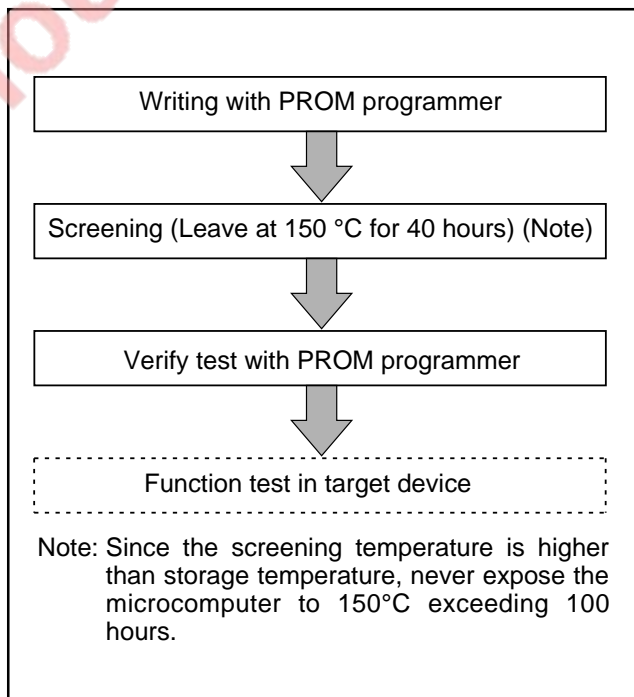 Writing with PROM programmer
Screening (Leave at 150 °C for 40 hours) (Note)
Verify test with PROM programmer
Function test in target device
Note: Since the screening temperature is higher
than storage temperature, never expose the
microcomputer to 150°C exceeding 100
hours.